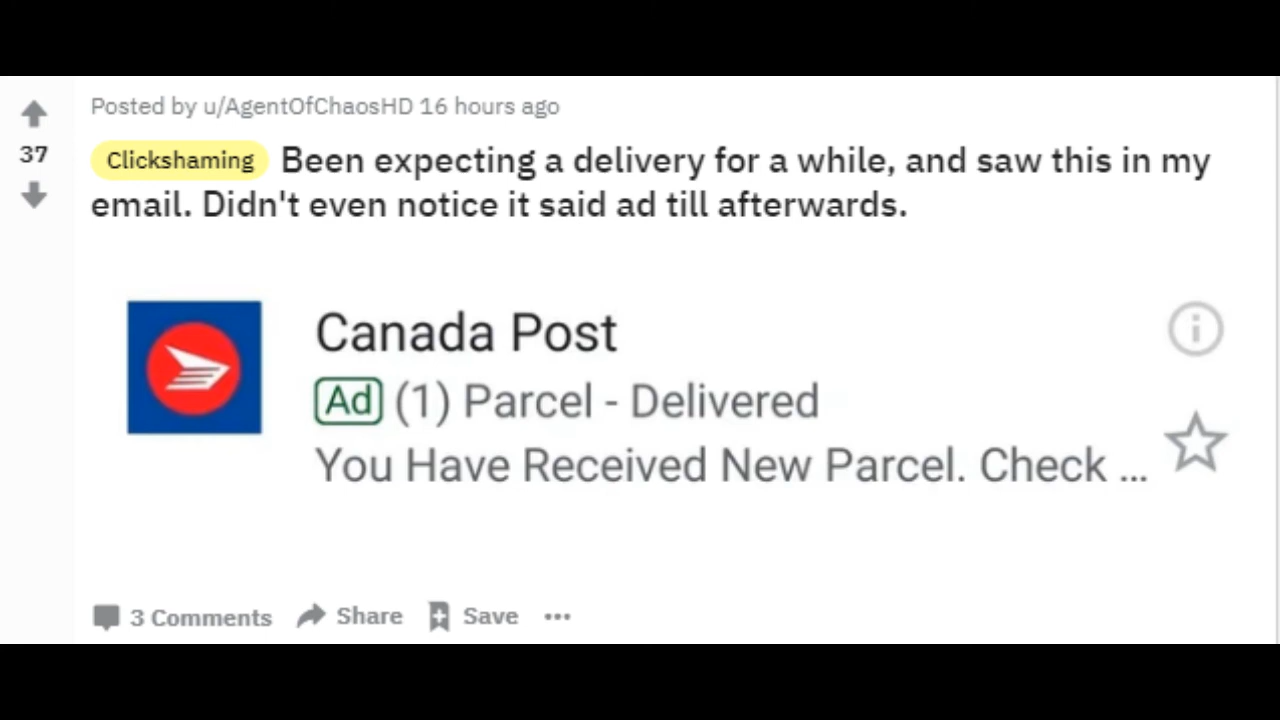 Posted by u/AgentOfChaosHD 16 hours ago
37
Clickshaming Been expecting a delivery for a while, and saw this in my
email. Didn't even notice it said ad till afterwards.
Canada Post
Ad (1) Parcel - Delivered
You Have Received New Parcel. Check ...
3 Comments Share Save ...